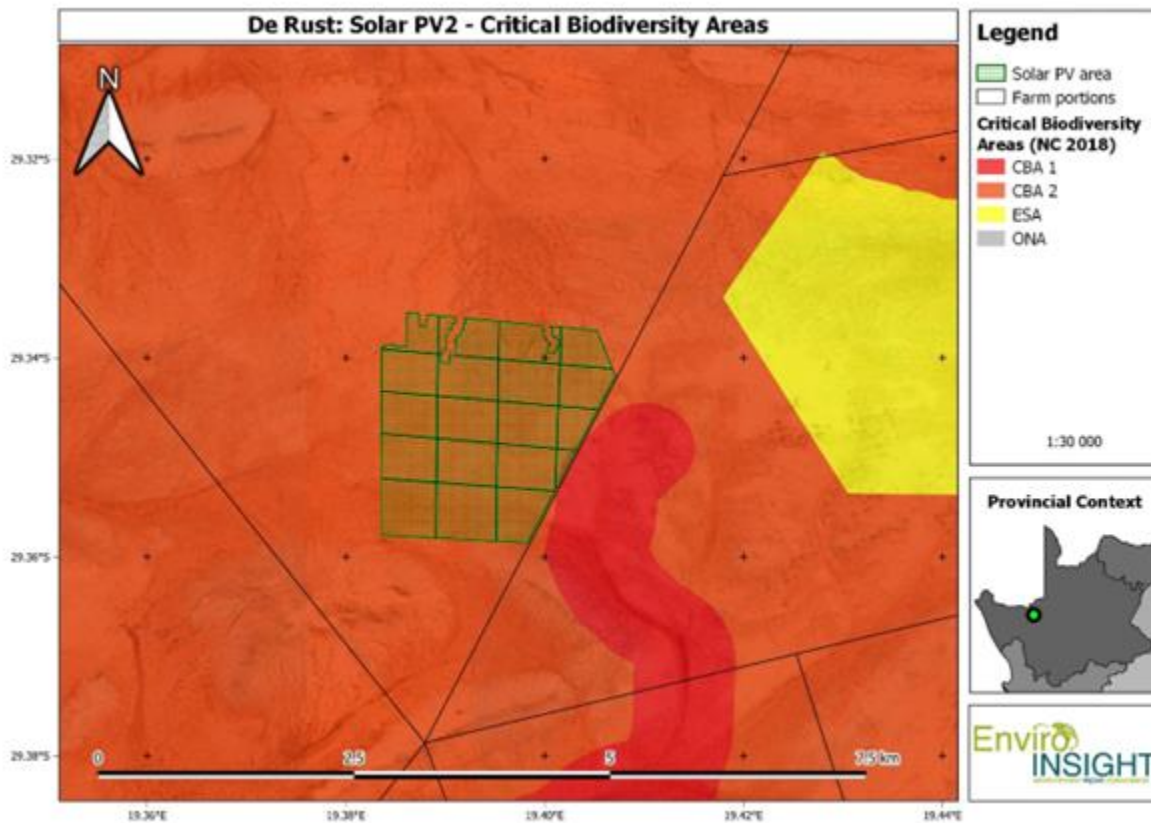 De Rust: Solar PV2 - Critical Biodiversity Areas
N
29.32°S
29.34°S
29.36°S
29.38°S
0 2.5 5 7.5 km
19.36°E 19.38°E 19.40°E 19.42°E 19.44°E
Legend
Solar PV area
Farm portions
Critical Biodiversity
Areas (NC 2018)
CBA 1
CBA 2
ESA
ONA
1:30 000
Provincial Context
Enviro
INSIGHT